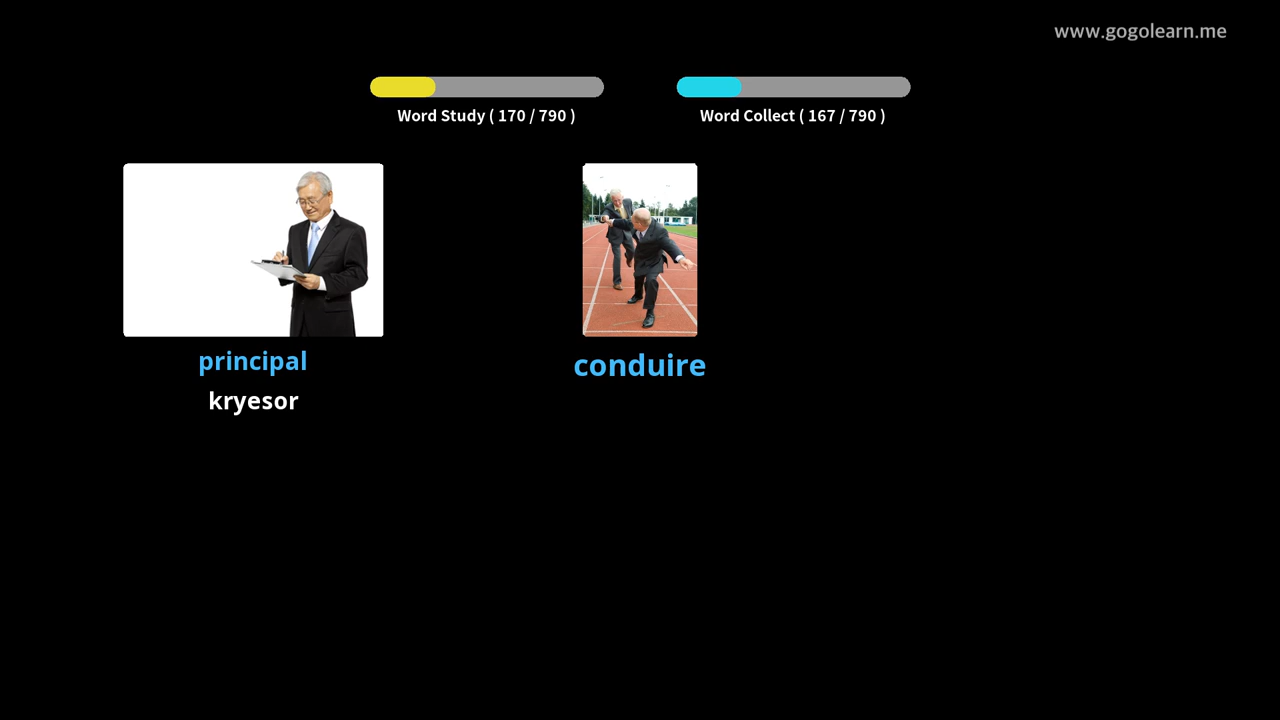 www.gogolearn.me
Word Study ( 170 / 790 )
Word Collect ( 167 / 790 )
principal
kryesor
conduire